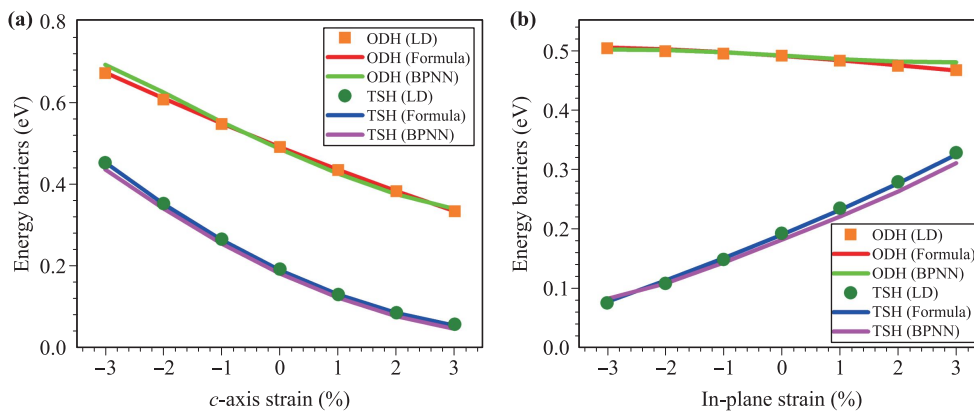 (a)
0.8
0.6
0.4
0.2
0.0
Energy barriers (eV)
ODH (LD)
ODH (Formula)
ODH (BPNN)
TSH (LD)
TSH (Formula)
TSH (BPNN)
−3 −2 −1 0 1 2 3
c-axis strain (%)
(b)
0.5
0.4
0.3
0.2
0.1
0.0
Energy barriers (eV)
ODH (LD)
ODH (Formula)
ODH (BPNN)
TSH (LD)
TSH (Formula)
TSH (BPNN)
−3 −2 −1 0 1 2 3
In-plane strain (%)